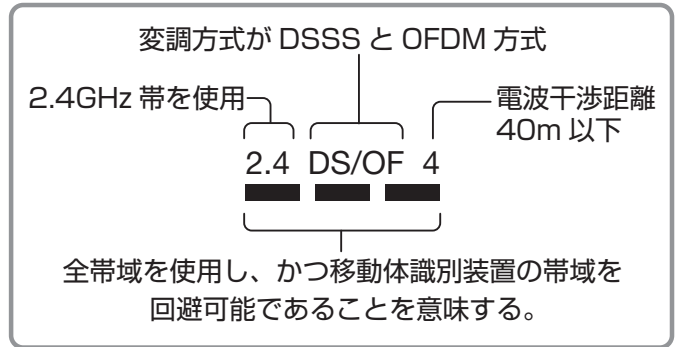 変調方式が DSSS と OFDM 方式
2.4GHz 帯を使用
電波干渉距離
40m 以下
2.4 DS/OF 4
全帯域を使用し、かつ移動体識別装置の帯域を
回避可能であることを意味する。